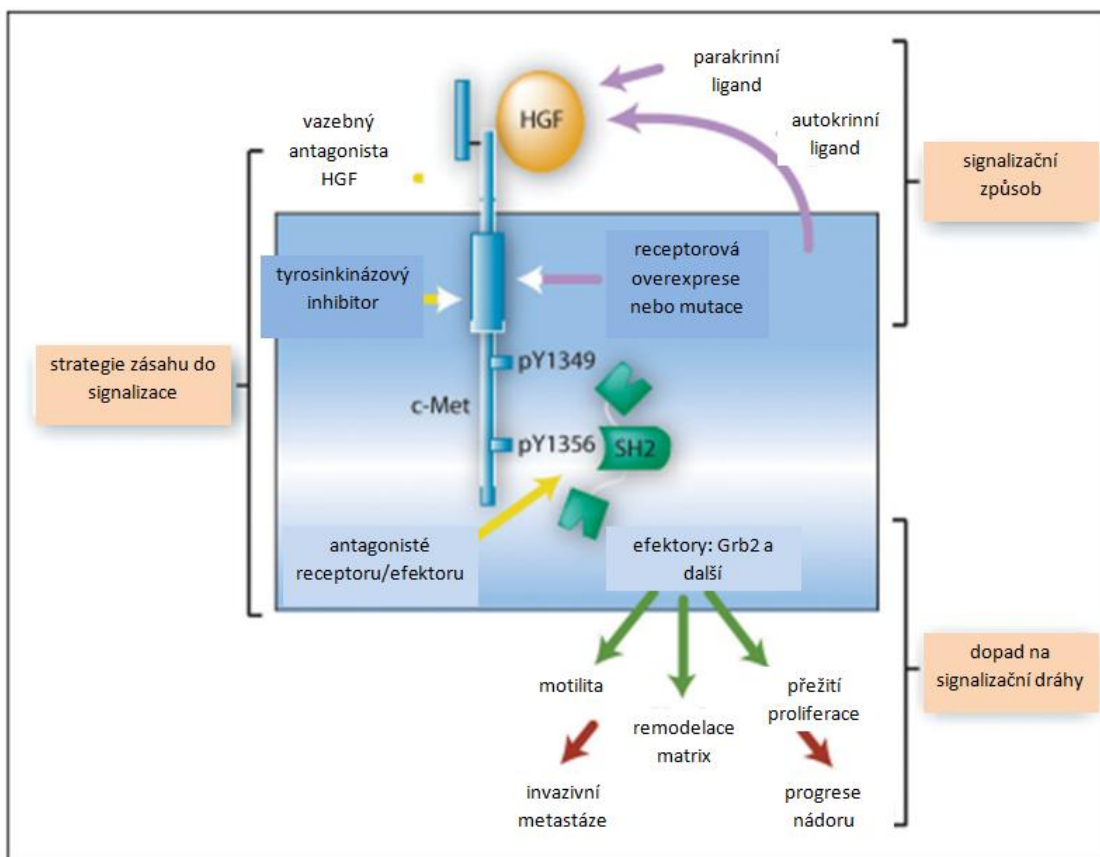 parakrinní
ligand
HGF
autokrinní
ligand
vazebný
antagonista
HGF
signalizační
způsob
tyrosinkinázový
inhibitor
receptorová
overexprese
nebo mutace
strategie zásahu do
signalizace
pY1349
c-Met
pY1356
SH2
antagonisté
receptoru/efektoru
efektory: Grb2 a
další
dopad na
signalizační dráhy
motilita
remodelace
matrix
přežití
proliferace
invazivní
metastáze
progrese
nádoru